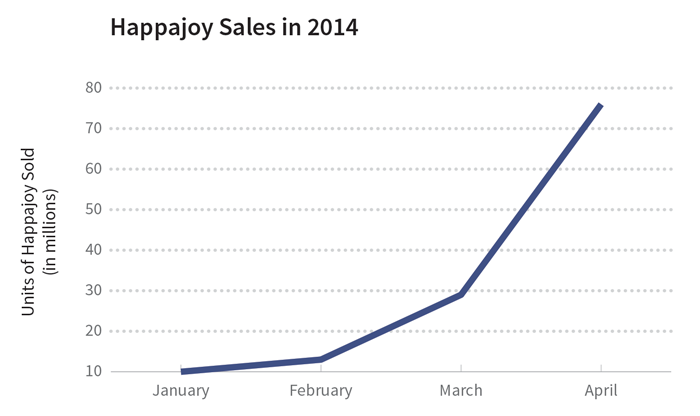 Happajoy Sales in 2014
Units of Happajoy Sold
(in millions)
80
70
60
50
40
30
20
10
January
February
March
April